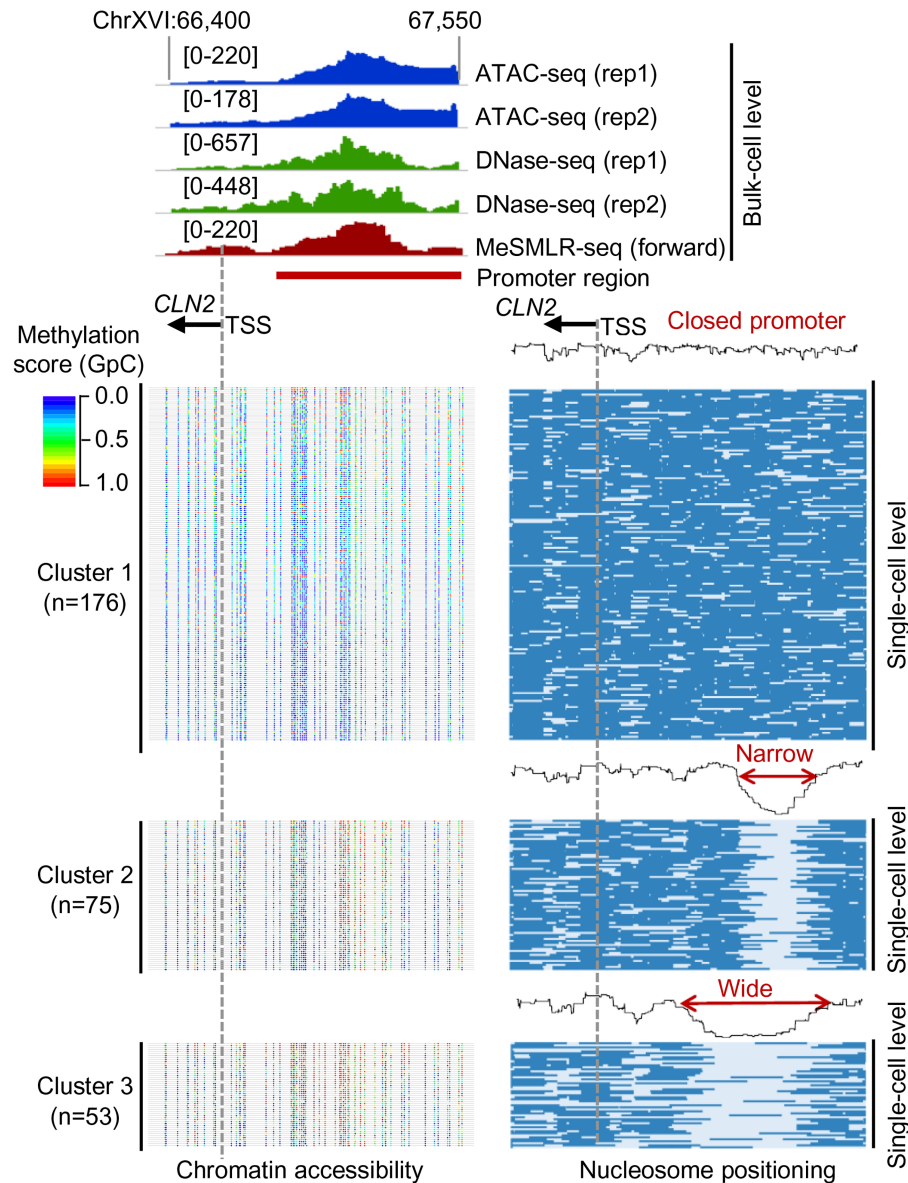 ChrXVI:66,400
67,550
[0-220]
ATAC-seq (rep1)
[0-178]
ATAC-seq (rep2)
[0-657]
DNase-seq (rep1)
[0-448]
DNase-seq (rep2)
[0-220]
MeSMLR-seq (forward)
Promoter region
Bulk-cell level
CLN2
TSS
CLN2
TSS
Closed promoter
Methylation
score (GpC)
0.0
0.5
1.0
Cluster 1
(n=176)
Single-cell level
Narrow
Cluster 2
(n=75)
Single-cell level
Wide
Cluster 3
(n=53)
Single-cell level
Chromatin accessibility
Nucleosome positioning